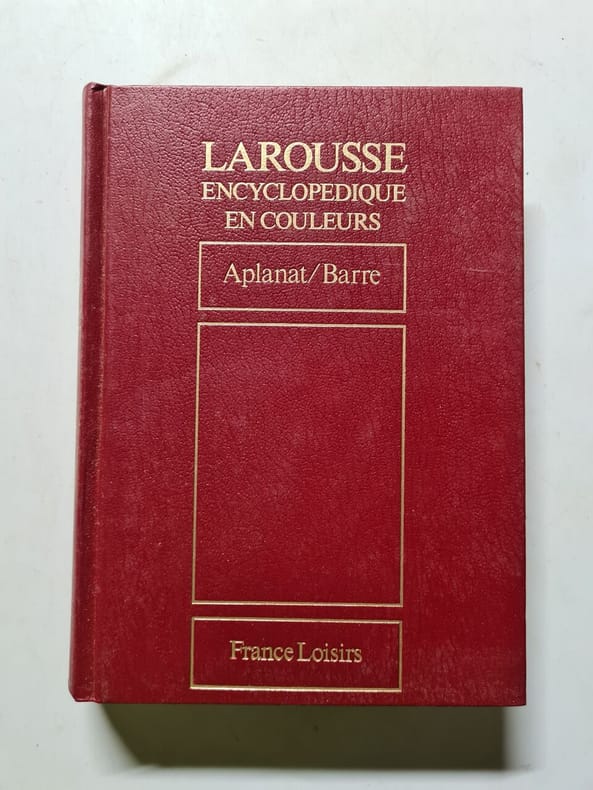 LAROUSSE
ENCYCLOPEDIQUE
EN COULEURS
Aplanat/Barre
France Loisirs